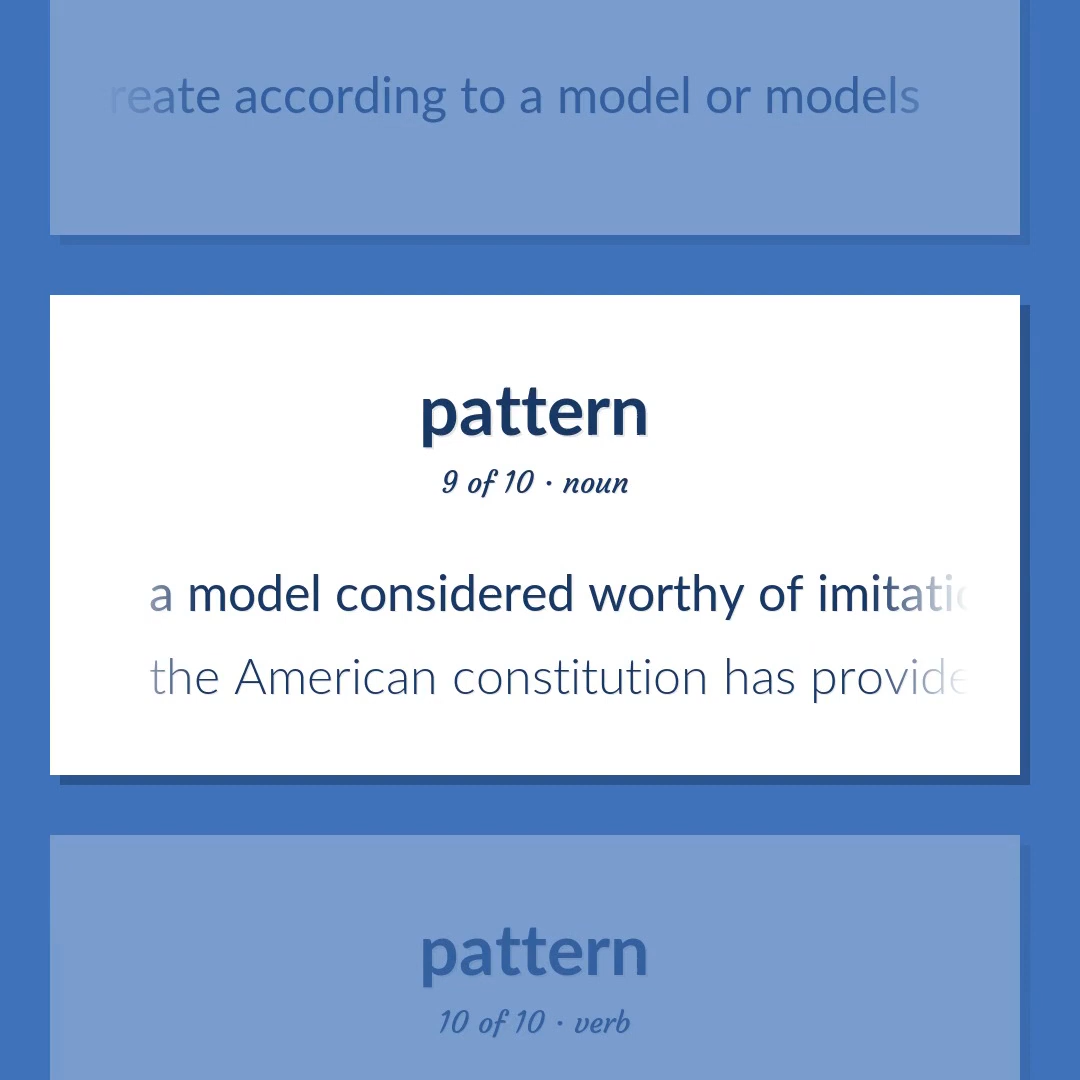 reate according to a model or models
pattern
9 of 10 · noun
a model considered worthy of imitatio
the American constitution has provide
pattern
10 of 10 · verb